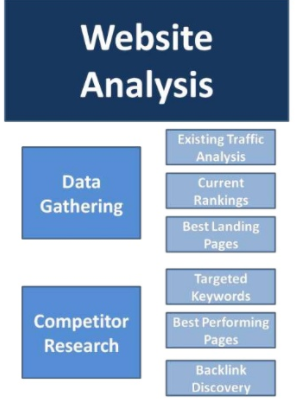 Website
Analysis
Data
Gathering
Existing Traffic
Analysis
Current
Rankings
Best Landing
Pages
Competitor
Research
Targeted
Keywords
Best Performing
Pages
Backlink
Discovery